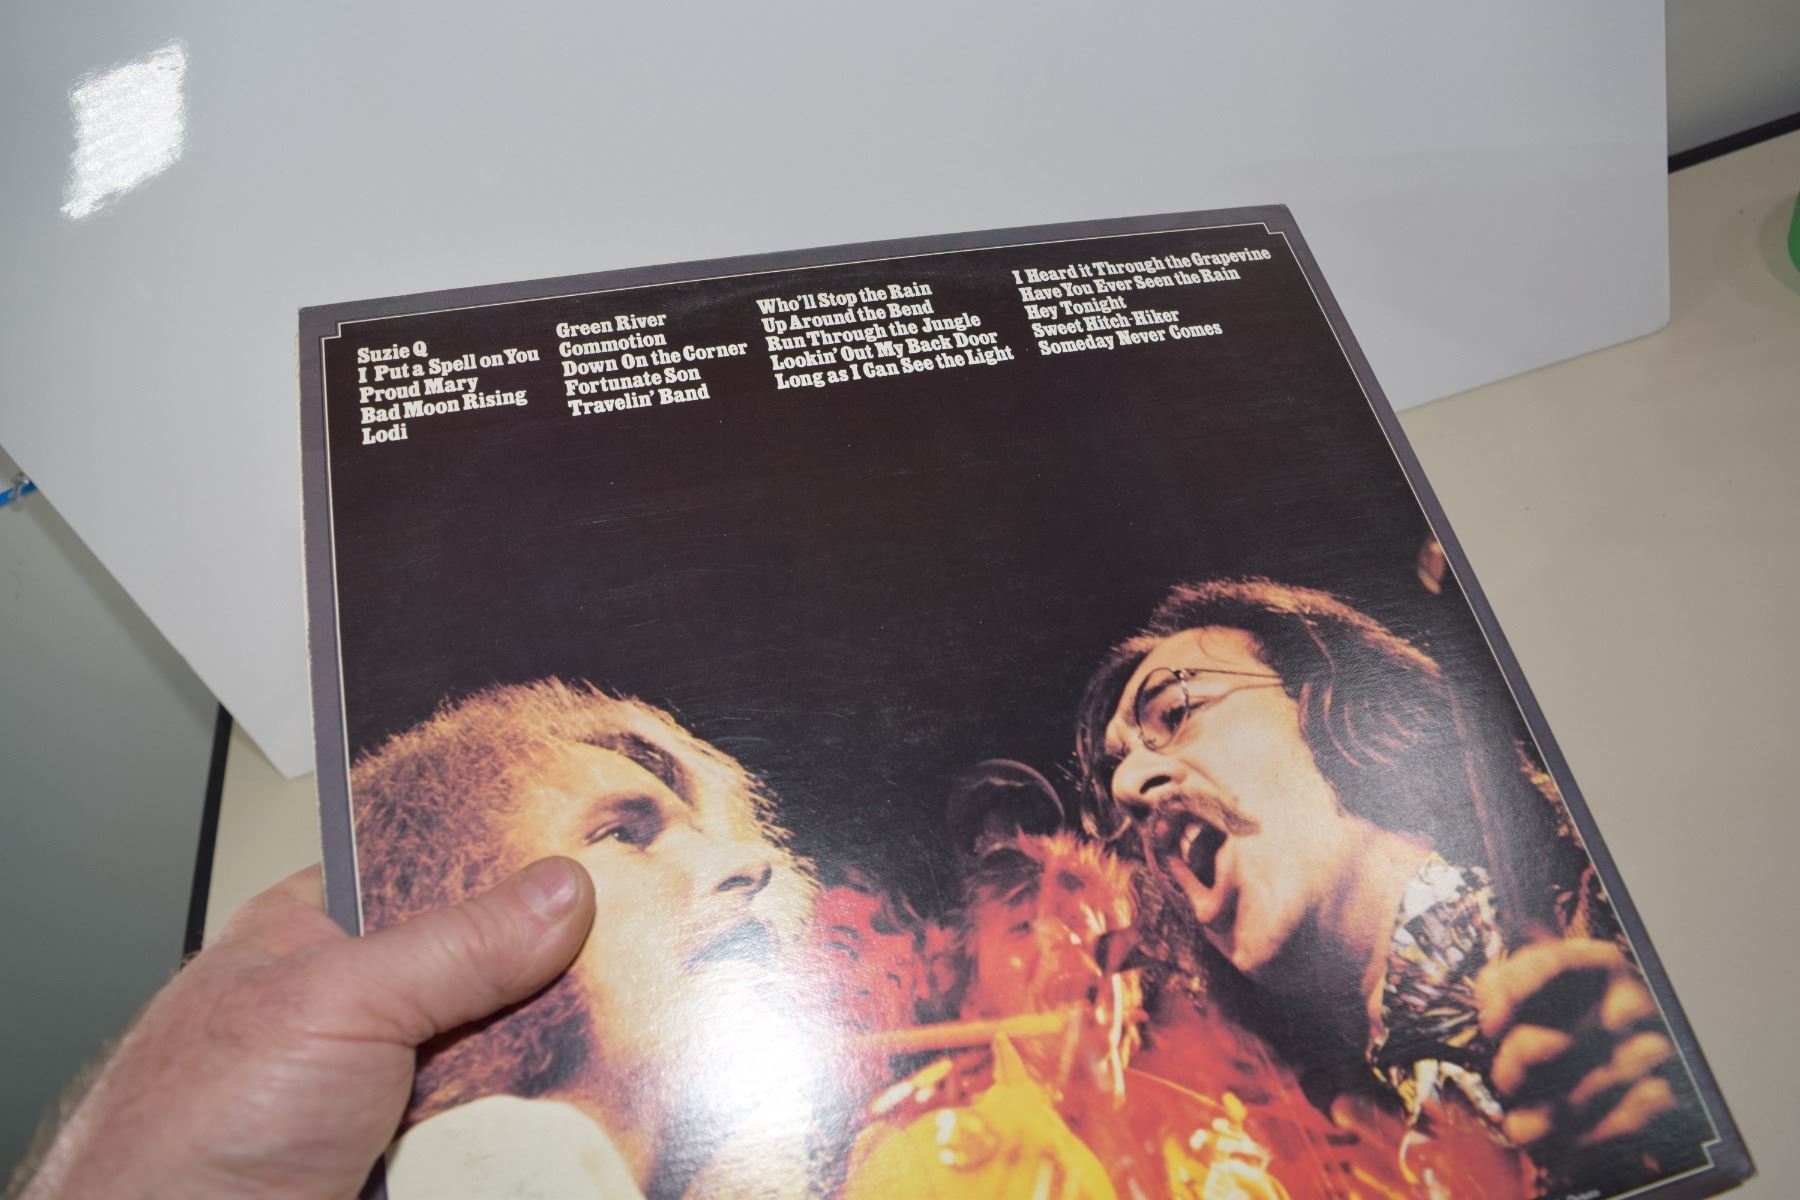 Suzie Q
I Put a Spell on You
Proud Mary
Bad Moon Rising
Lodi
Green River
Commotion
Down On the Corner
Fortunate Son
Travelin' Band
Who'll Stop the Rain
Up Around the Bend
Run Through the Jungle
Lookin' Out My Back Door
Long as I Can See the Light
I Heard it Through the Grapevine
Have You Ever Seen the Rain
Hey Tonight
Sweet Hitch-Hiker
Someday Never Comes